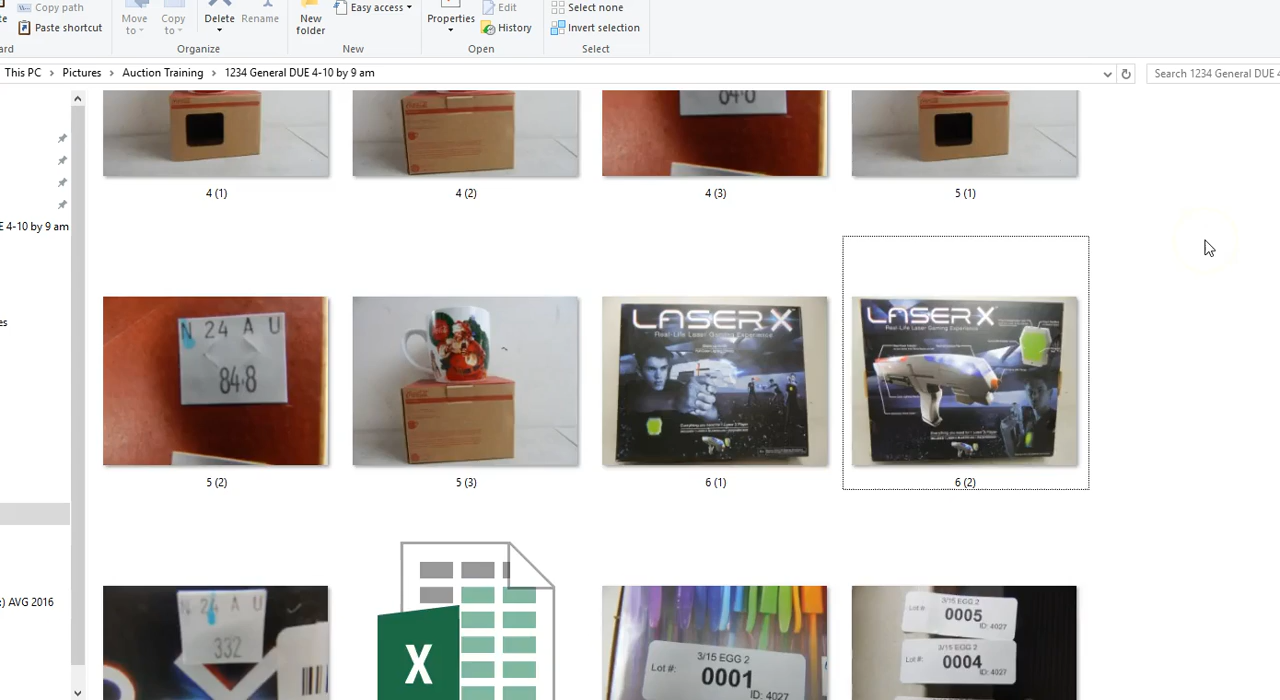 Copy path
Paste shortcut
Move to
Copy to
Delete
Rename
New folder
Easy access
Properties
Edit
History
Select none
Invert selection
Organize
New
Open
Select
This PC > Pictures > Auction Training > 1234 General DUE 4-10 by 9 am
Search 1234 General DUE 4
04·0
4 (1)
4 (2)
4 (3)
5 (1)
E 4-10 by 9 am
N 24 A U
84·8
LASER X
Real-Life Laser Gaming Experience
LASER X
Real-Life Laser Gaming Experience
5 (2)
5 (3)
6 (1)
6 (2)
AVG 2016
N 24 A U
332
X
3/15 EGG 2
Lot #: 0001
ID: 4027
3/15 EGG 2
Lot #: 0005
ID: 4027
3/15 EGG 2
Lot #: 0004
ID: 4027